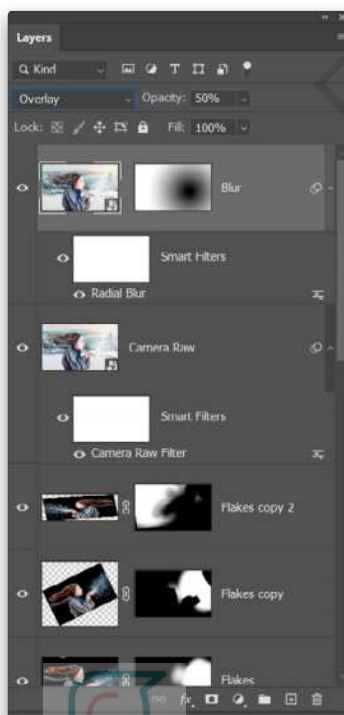 Layers
Kind
Overlay Opacity: 50%
Lock: Fill: 100%
Blur
Smart Filters
Radial Blur
Camera Raw
Smart Filters
Camera Raw Filter
Flakes copy 2
Flakes copy
Flakes
fx